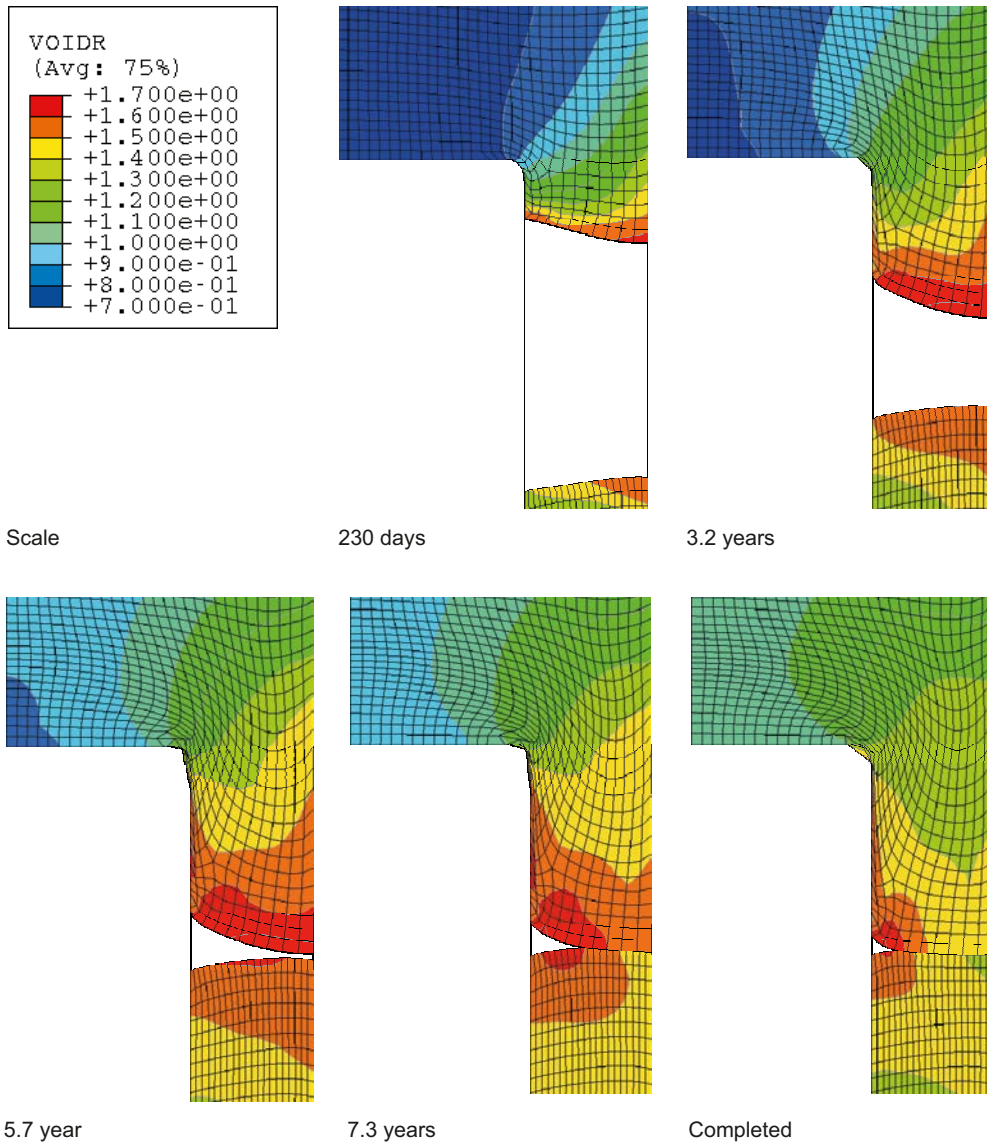 VOIDR
(Avg: 75%)
+1.700e+00
+1.600e+00
+1.500e+00
+1.400e+00
+1.300e+00
+1.200e+00
+1.100e+00
+1.000e+00
+9.000e-01
+8.000e-01
+7.000e-01
Scale
230 days
3.2 years
5.7 year
7.3 years
Completed